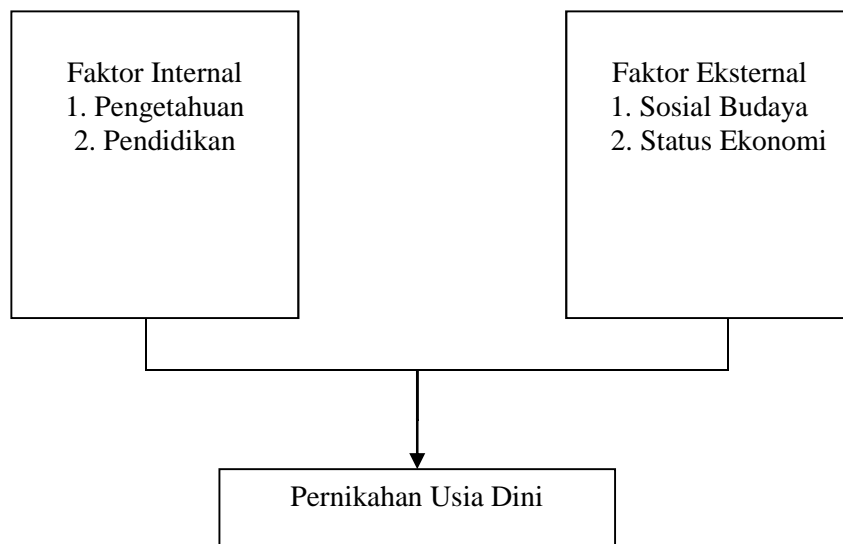 Faktor Internal
1. Pengetahuan
2. Pendidikan
Faktor Eksternal
1. Sosial Budaya
2. Status Ekonomi
Pernikahan Usia Dini